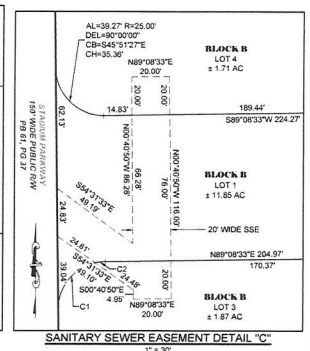 AL=39.27' R=25.00'
DEL=90°00'00"
CB=S45°51'27"E
CH=35.36'
N89°08'33"E
20.00'
BLOCK B
LOT 4
± 1.71 AC
20.00'
20.00'
14.83'
189.44'
S89°08'33"W 224.27'
62.13'
STADIUM PARKWAY
150' WIDE PUBLIC R/W
PB 61, PG 37
N00°40'50"W 86.28'
66.28'
76.00'
N00°40'50"W 116.00'
BLOCK B
LOT 1
± 11.85 AC
S54°31'33"E
49.19'
24.83'
20' WIDE SSE
24.61'
S54°31'33"E
49.10'
24.48'
C2
N89°08'33"E 204.97'
170.37'
39.04'
S00°40'50"E
4.95'
20.00'
C1
N89°08'33"E
20.00'
BLOCK B
LOT 3
± 1.87 AC
SANITARY SEWER EASEMENT DETAIL "C"
1" = 30'